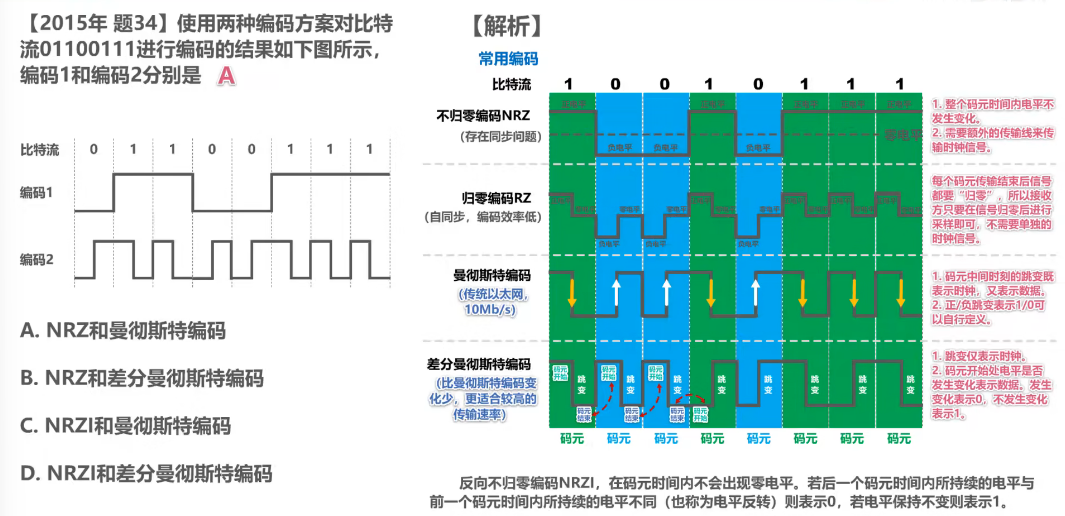 【2015年 题34】使用两种编码方案对比特
流01100111进行编码的结果如下图所示，
编码1和编码2分别是 A
比特流 0 1 1 0 0 1 1 1
编码1
编码2
A. NRZ和曼彻斯特编码
B. NRZ和差分曼彻斯特编码
C. NRZI和曼彻斯特编码
D. NRZI和差分曼彻斯特编码
【解析】
常用编码
比特流 1 0 0 1 0 1 1 1
不归零编码NRZ
（存在同步问题）
正电平 正电平 正电平 正电平 正电平
零电平
负电平 负电平 负电平
1. 整个码元时间内电平不
发生变化。
2. 需要额外的传输线来传
输时钟信号。
归零编码RZ
（自同步，编码效率低）
零电平 零电平 零电平
负电平 负电平 负电平
每个码元传输结束后信号
都要“归零”，所以接收
方只要在信号归零后进行
采样即可，不需要单独的
时钟信号。
曼彻斯特编码
（传统以太网，
10Mb/s）
1. 码元中间时刻的跳变既
表示时钟，又表示数据。
2. 正/负跳变表示1/0可
以自行定义。
差分曼彻斯特编码
（比曼彻斯特编码变
化少，更适合较高的
传输速率）
码元
开始
码元
开始
码元
开始
跳
变
跳
变
跳
变
跳
变
跳
变
跳
变
跳
变
跳
变
码元
结束
码元
结束
码元
结束
码元
开始
1. 跳变仅表示时钟。
2. 码元开始处电平是否
发生变化表示数据。发生
变化表示0，不发生变化
表示1。
码元 码元 码元 码元 码元 码元 码元 码元
反向不归零编码NRZI，在码元时间内不会出现零电平。若后一个码元时间内所持续的电平与
前一个码元时间内所持续的电平不同（也称为电平反转）则表示0，若电平保持不变则表示1。